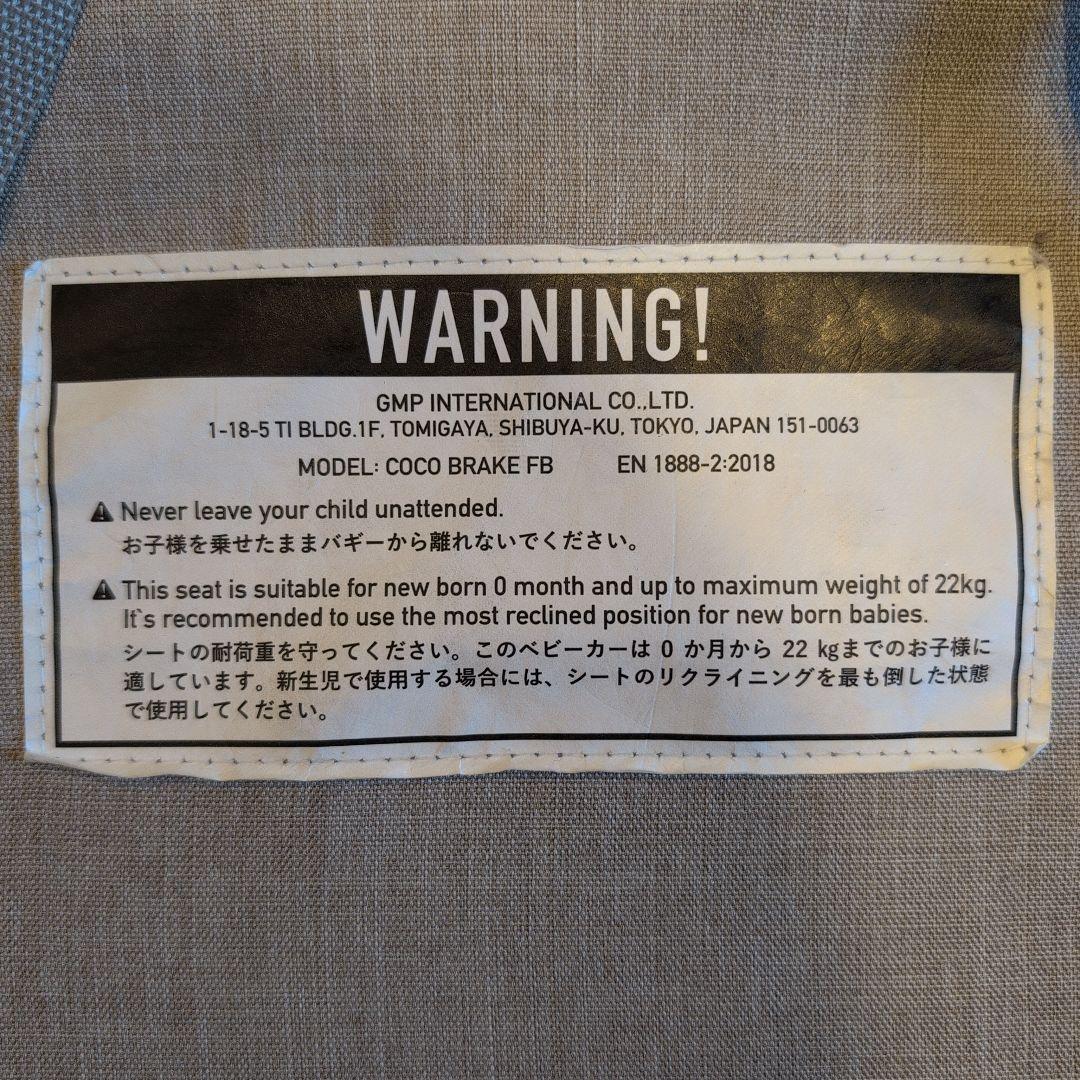 WARNING!
GMP INTERNATIONAL CO.,LTD.
1-18-5 TI BLDG.1F, TOMIGAYA, SHIBUYA-KU, TOKYO, JAPAN 151-0063
MODEL: COCO BRAKE FB EN 1888-2:2018
Never leave your child unattended.
お子様を乗せたままバギーから離れないでください。
This seat is suitable for new born 0 month and up to maximum weight of 22kg.
It`s recommended to use the most reclined position for new born babies.
シートの耐荷重を守ってください。このベビーカーは 0 か月から 22 kgまでのお子様に
適しています。新生児で使用する場合には、シートのリクライニングを最も倒した状態
で使用してください。